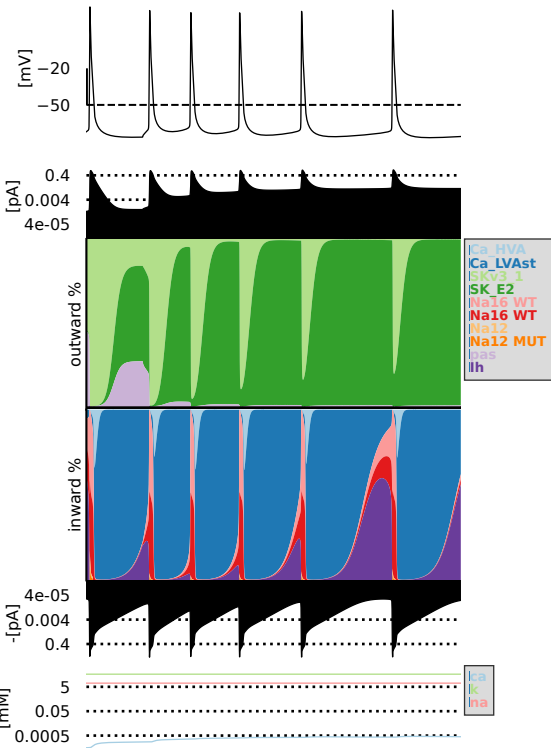 [mV]
−20
−50
[pA]
0.4
0.004
4e-05
outward %
Ca_HVA
Ca_LVAst
SKv3_1
SK_E2
Na16 WT
Na16 WT
Na12
Na12 MUT
pas
Ih
inward %
-[pA]
4e-05
0.004
0.4
[mM]
5
0.05
0.0005
ca
k
na